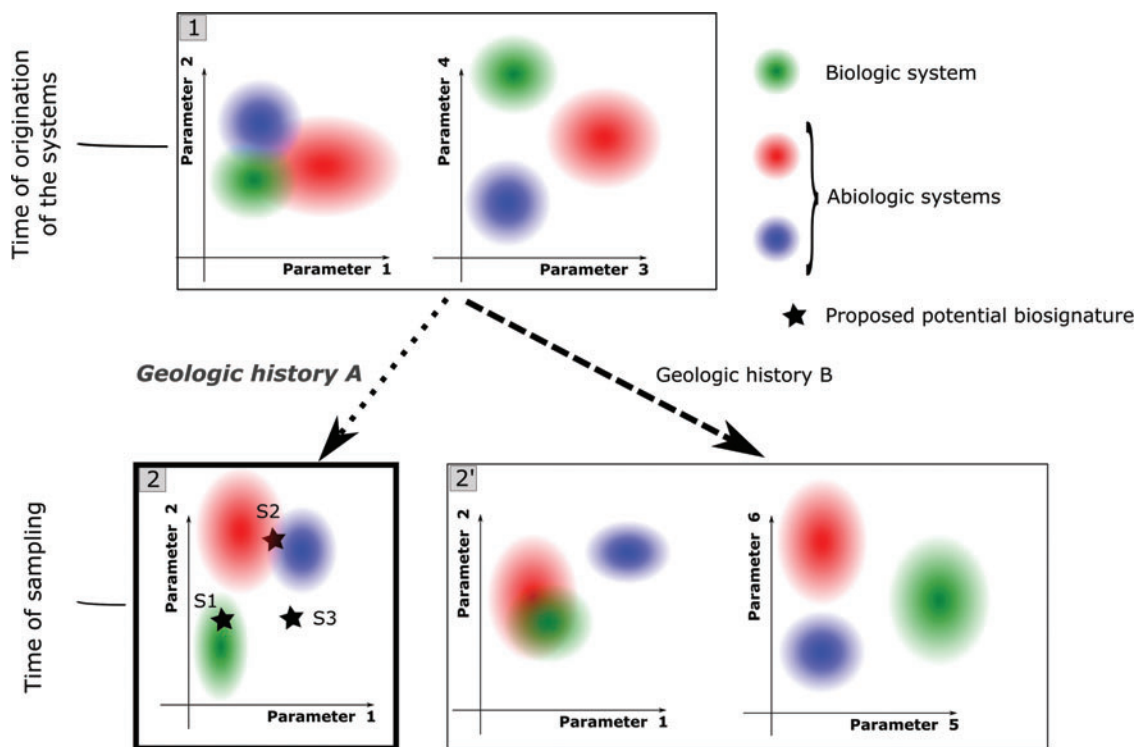 1
Time of origination
of the systems
Parameter 2
Parameter 1
Parameter 4
Parameter 3
Biologic system
Abiologic systems
Proposed potential biosignature
Geologic history A
Geologic history B
Time of sampling
2
Parameter 2
S2
S1
S3
Parameter 1
2'
Parameter 2
Parameter 1
Parameter 6
Parameter 5